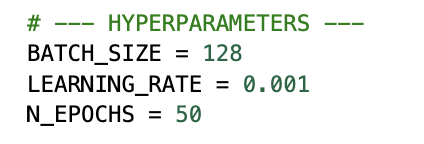 # --- HYPERPARAMETERS ---
BATCH_SIZE = 128
LEARNING_RATE = 0.001
N_EPOCHS = 50